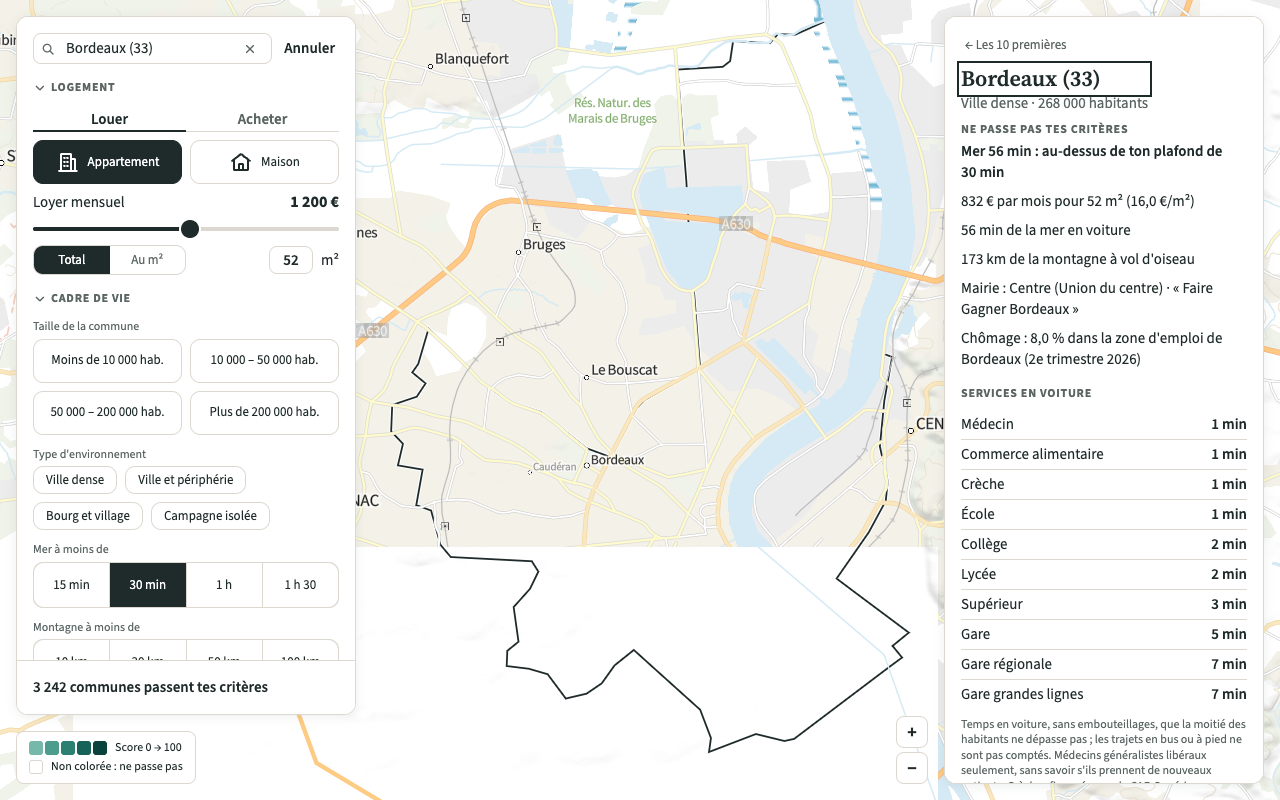 Bordeaux (33)
Annuler
LOGEMENT
Louer
Acheter
Appartement
Maison
Loyer mensuel
1 200 €
Total
Au m²
52
m²
CADRE DE VIE
Taille de la commune
Moins de 10 000 hab.
10 000 – 50 000 hab.
50 000 – 200 000 hab.
Plus de 200 000 hab.
Type d'environnement
Ville dense
Ville et périphérie
Bourg et village
Campagne isolée
Mer à moins de
15 min
30 min
1 h
1 h 30
Montagne à moins de
3 242 communes passent tes critères
Score 0 → 100
Non colorée : ne passe pas
Blanquefort
Rés. Natur. des
Marais de Bruges
A630
nes
Bruges
A630
Le Bouscat
CEN
Caudéran
Bordeaux
NAC
+
−
← Les 10 premières
Bordeaux (33)
Ville dense · 268 000 habitants
NE PASSE PAS TES CRITÈRES
Mer 56 min : au-dessus de ton plafond de
30 min
832 € par mois pour 52 m² (16,0 €/m²)
56 min de la mer en voiture
173 km de la montagne à vol d'oiseau
Mairie : Centre (Union du centre) · « Faire
Gagner Bordeaux »
Chômage : 8,0 % dans la zone d'emploi de
Bordeaux (2e trimestre 2026)
SERVICES EN VOITURE
Médecin 1 min
Commerce alimentaire 1 min
Crèche 1 min
École 1 min
Collège 2 min
Lycée 2 min
Supérieur 3 min
Gare 5 min
Gare régionale 7 min
Gare grandes lignes 7 min
Temps en voiture, sans embouteillages, que la moitié des
habitants ne dépasse pas ; les trajets en bus ou à pied ne
sont pas comptés. Médecins généralistes libéraux
seulement, sans savoir s'ils prennent de nouveaux